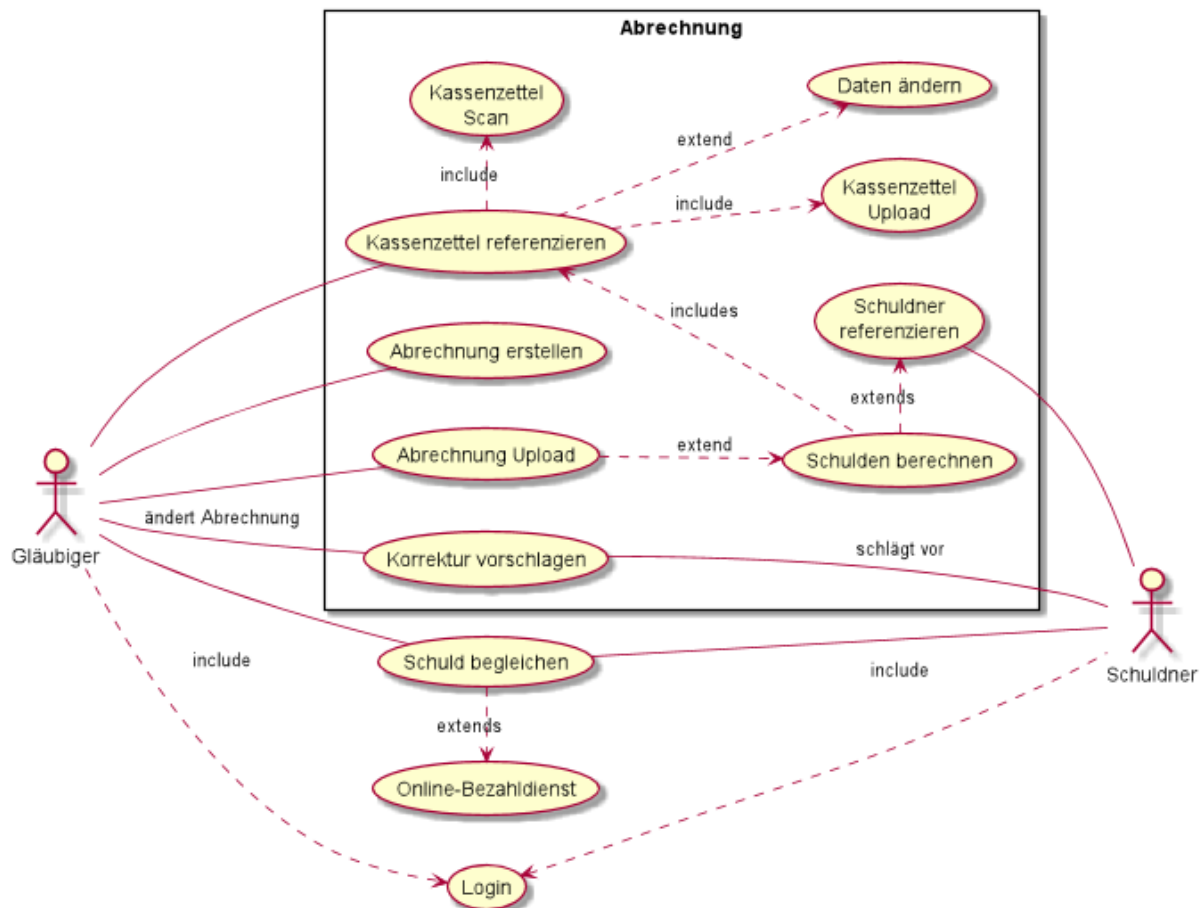 Abrechnung
Kassenzettel
Scan
Daten ändern
extend
include
Kassenzettel
Upload
include
Kassenzettel referenzieren
includes
Schuldner
referenzieren
Abrechnung erstellen
extends
Abrechnung Upload
extend
Schulden berechnen
ändert Abrechnung
Gläubiger
Korrektur vorschlagen
schlägt vor
include
Schuld begleichen
include
Schuldner
extends
Online-Bezahldienst
Login